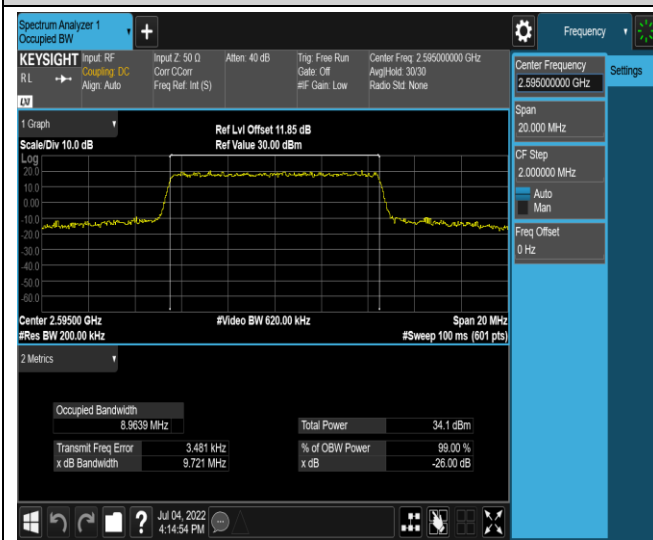 Spectrum Analyzer 1
Occupied BW
+
Frequency
KEYSIGHT
RL
LXI
Input: RF
Coupling: DC
Align: Auto
Input Z: 50 Ω
Corr CCorr
Freq Ref: Int (S)
Atten: 40 dB
Trig: Free Run
Gate: Off
#IF Gain: Low
Center Freq: 2.595000000 GHz
Avg|Hold: 30/30
Radio Std: None
Center Frequency
2.595000000 GHz
Settings
Span
20.000 MHz
CF Step
2.000000 MHz
Auto
Man
Freq Offset
0 Hz
1 Graph
Scale/Div 10.0 dB
Ref Lvl Offset 11.85 dB
Ref Value 30.00 dBm
Log
20.0
10.0
0.00
-10.0
-20.0
-30.0
-40.0
-50.0
-60.0
Center 2.59500 GHz
#Res BW 200.00 kHz
#Video BW 620.00 kHz
Span 20 MHz
#Sweep 100 ms (601 pts)
2 Metrics
Occupied Bandwidth
8.9639 MHz
Total Power 34.1 dBm
Transmit Freq Error 3.481 kHz
% of OBW Power 99.00 %
x dB Bandwidth 9.721 MHz
x dB -26.00 dB
?
Jul 04, 2022
4:14:54 PM